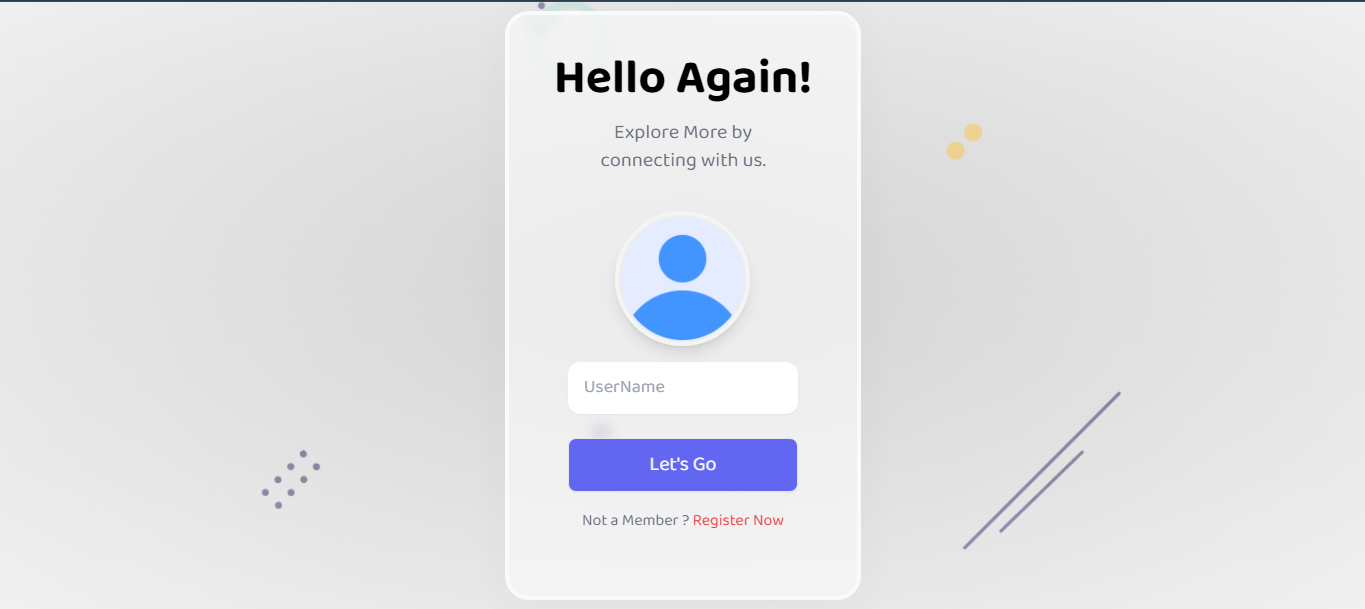 Hello Again!
Explore More by
connecting with us.
UserName
Let's Go
Not a Member ? Register Now